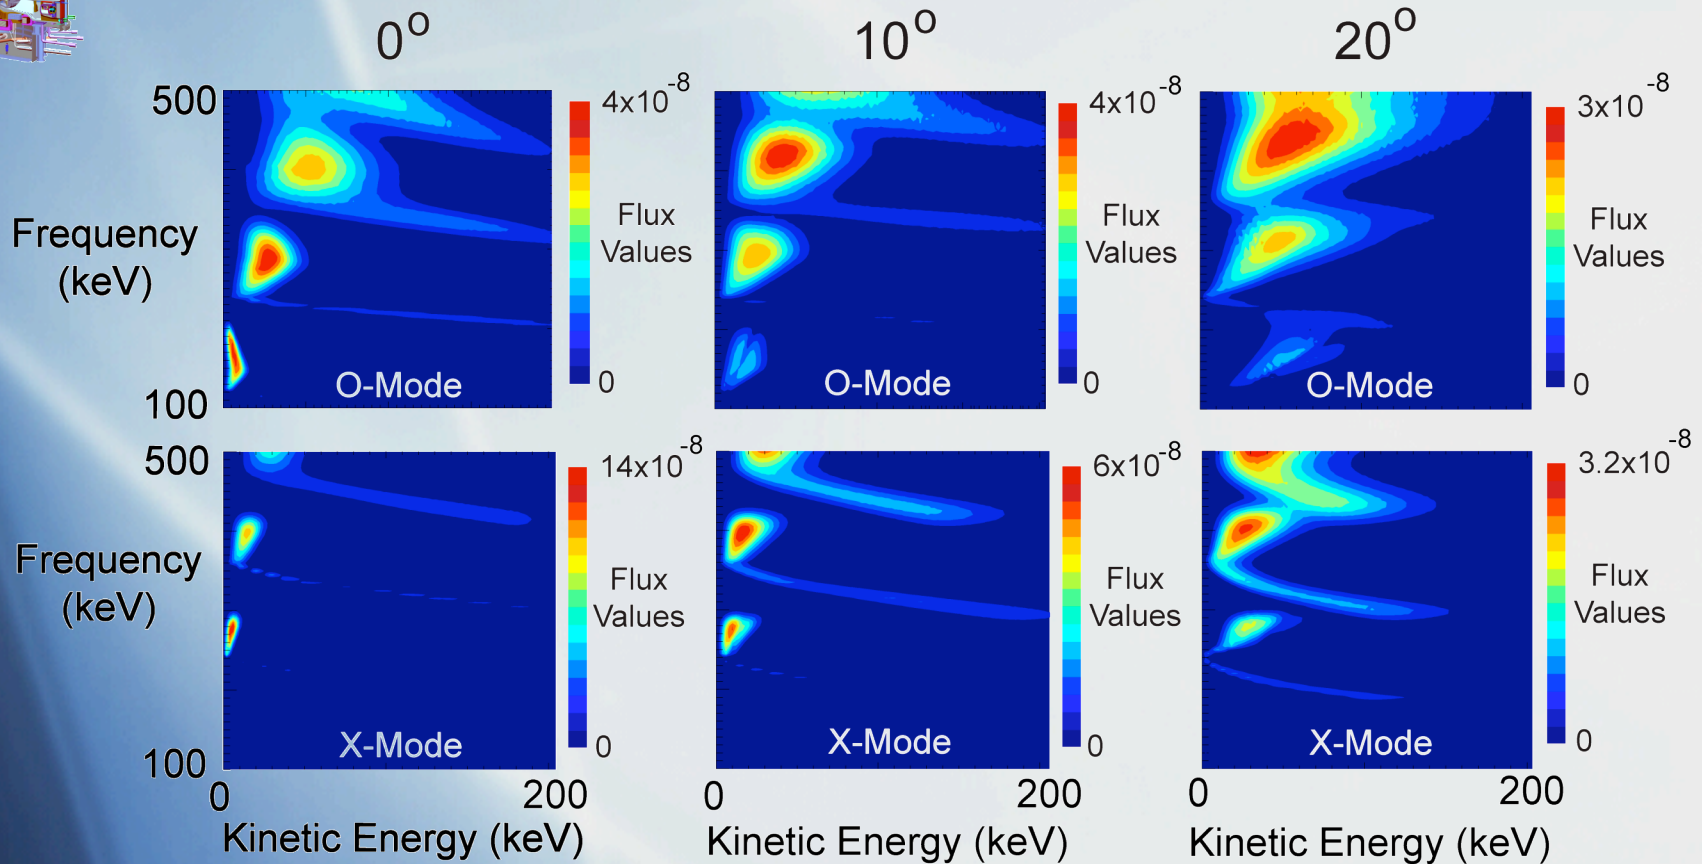 0°
10°
20°
500
4x10⁻⁸
4x10⁻⁸
3x10⁻⁸
Frequency
(keV)
Flux
Values
Flux
Values
Flux
Values
100
O-Mode
0
O-Mode
0
O-Mode
0
500
14x10⁻⁸
6x10⁻⁸
3.2x10⁻⁸
Frequency
(keV)
Flux
Values
Flux
Values
Flux
Values
100
X-Mode
0
X-Mode
0
X-Mode
0
0
200
0
200
0
200
Kinetic Energy (keV)
Kinetic Energy (keV)
Kinetic Energy (keV)